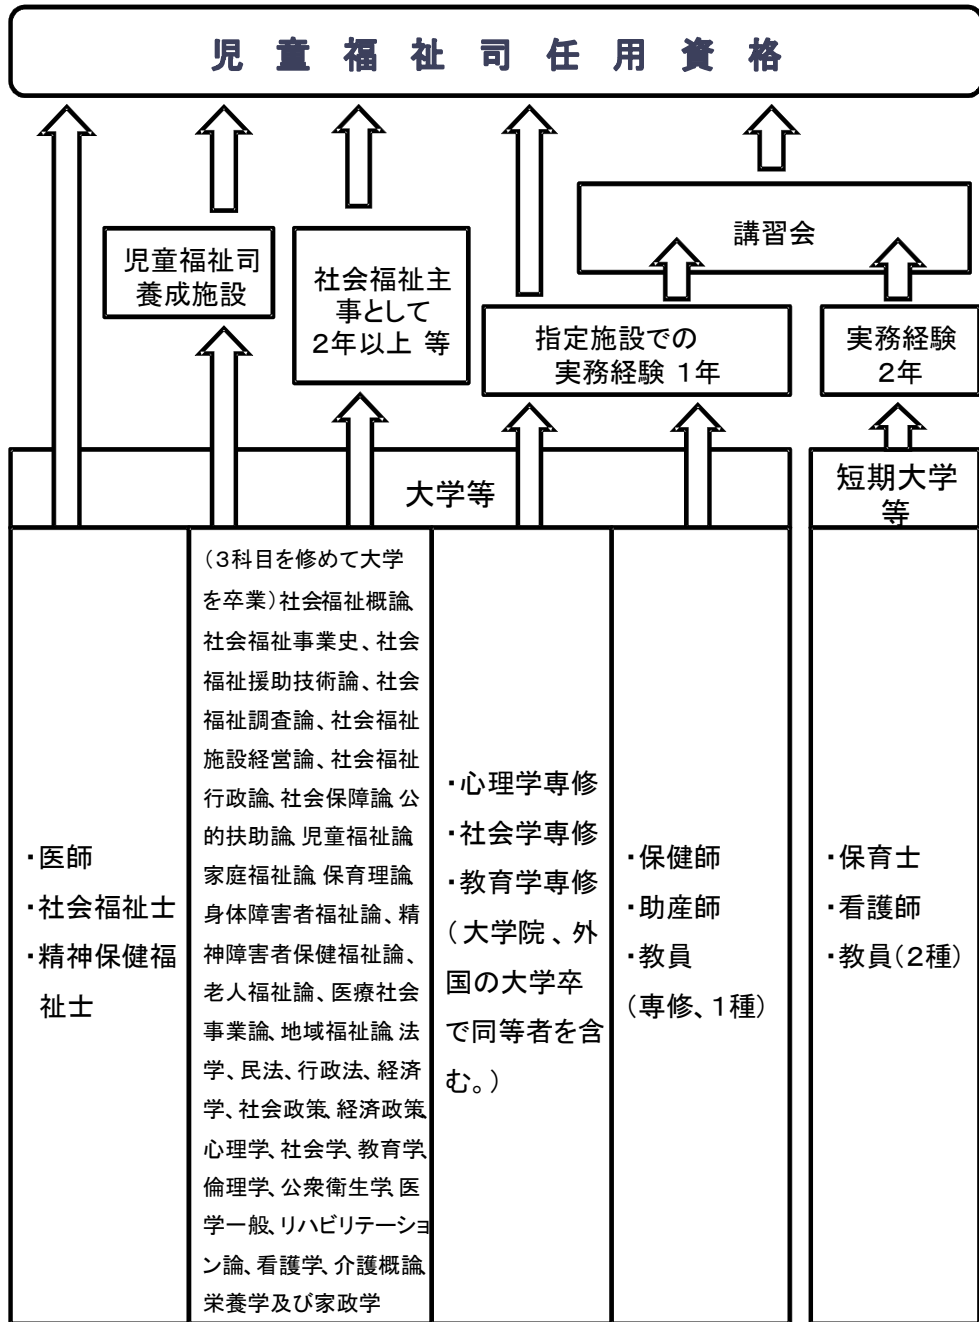 児童福祉司任用資格
児童福祉司
養成施設
社会福祉主
事として
2年以上 等
講習会
指定施設での
実務経験 1年
実務経験
2年
大学等
短期大学
等
・医師
・社会福祉士
・精神保健福
祉士
(3科目を修めて大学
を卒業)社会福祉概論、
社会福祉事業史、社会
福祉援助技術論、社会
福祉調査論、社会福祉
施設経営論、社会福祉
行政論、社会保障論、公
的扶助論、児童福祉論、
家庭福祉論、保育理論、
身体障害者福祉論、精
神障害者保健福祉論、
老人福祉論、医療社会
事業論、地域福祉論、法
学、民法、行政法、経済
学、社会政策、経済政策、
心理学、社会学、教育学、
倫理学、公衆衛生学、医
学一般、リハビリテーショ
ン論、看護学、介護概論、
栄養学及び家政学
・心理学専修
・社会学専修
・教育学専修
(大学院、外
国の大学卒
で同等者を含
む。)
・保健師
・助産師
・教員
(専修、1種)
・保育士
・看護師
・教員(2種)